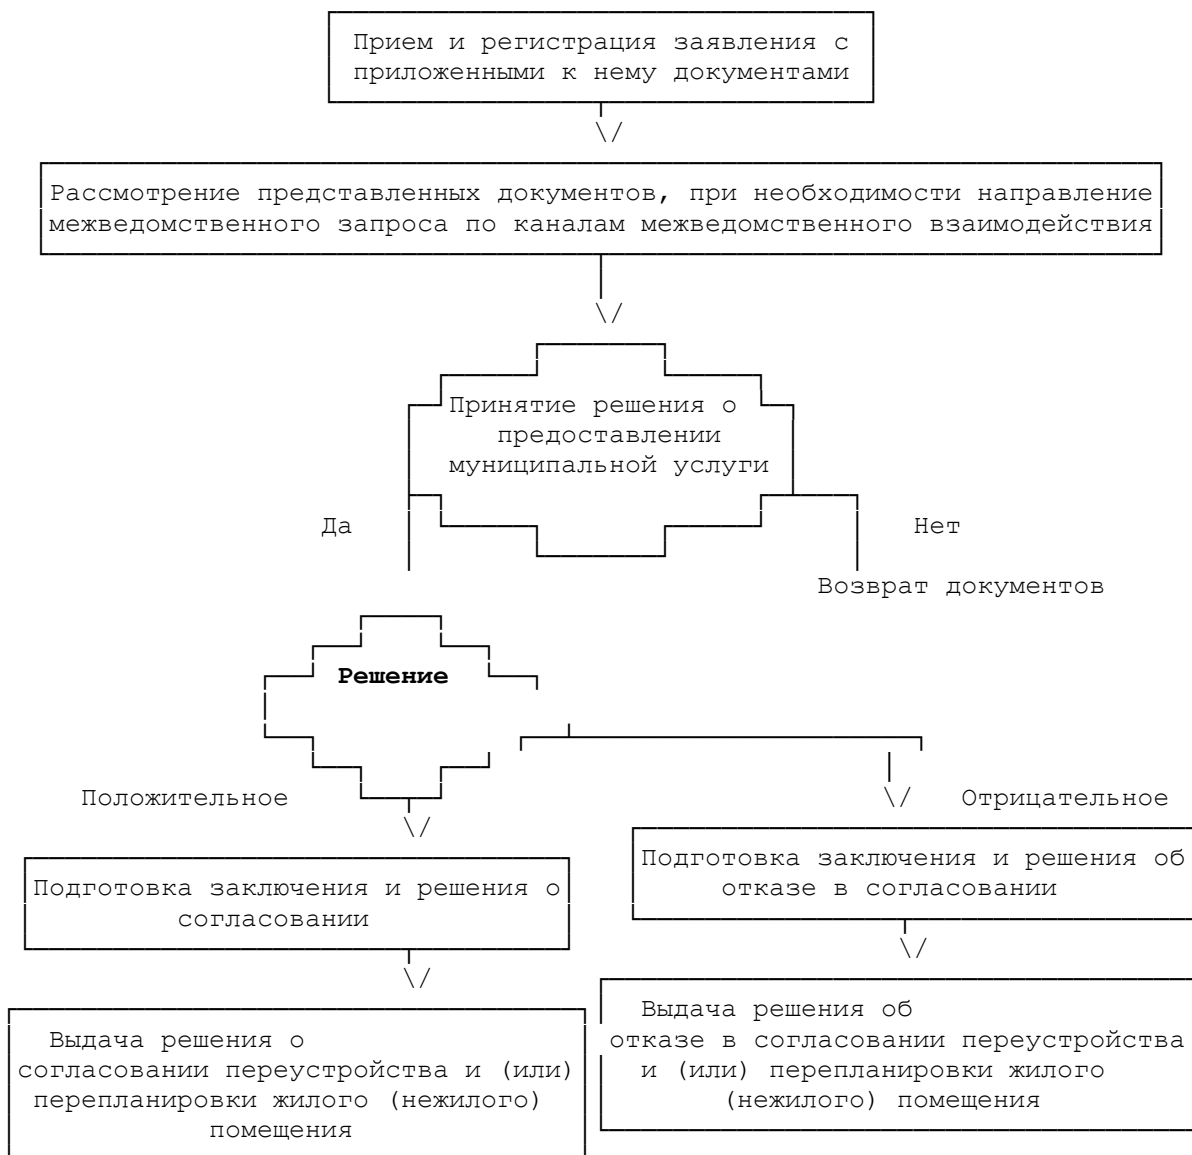 Прием и регистрация заявления с
приложенными к нему документами
\/
Рассмотрение представленных документов, при необходимости направление
межведомственного запроса по каналам межведомственного взаимодействия
\/
Принятие решения о
предоставлении
муниципальной услуги
Да
Нет
Возврат документов
Решение
Положительное
\/ Отрицательное
\/
Подготовка заключения и решения о
согласовании
\/
Выдача решения о
согласовании переустройства и (или)
перепланировки жилого (нежилого)
помещения
Подготовка заключения и решения об
отказе в согласовании
\/
Выдача решения об
отказе в согласовании переустройства
и (или) перепланировки жилого
(нежилого) помещения